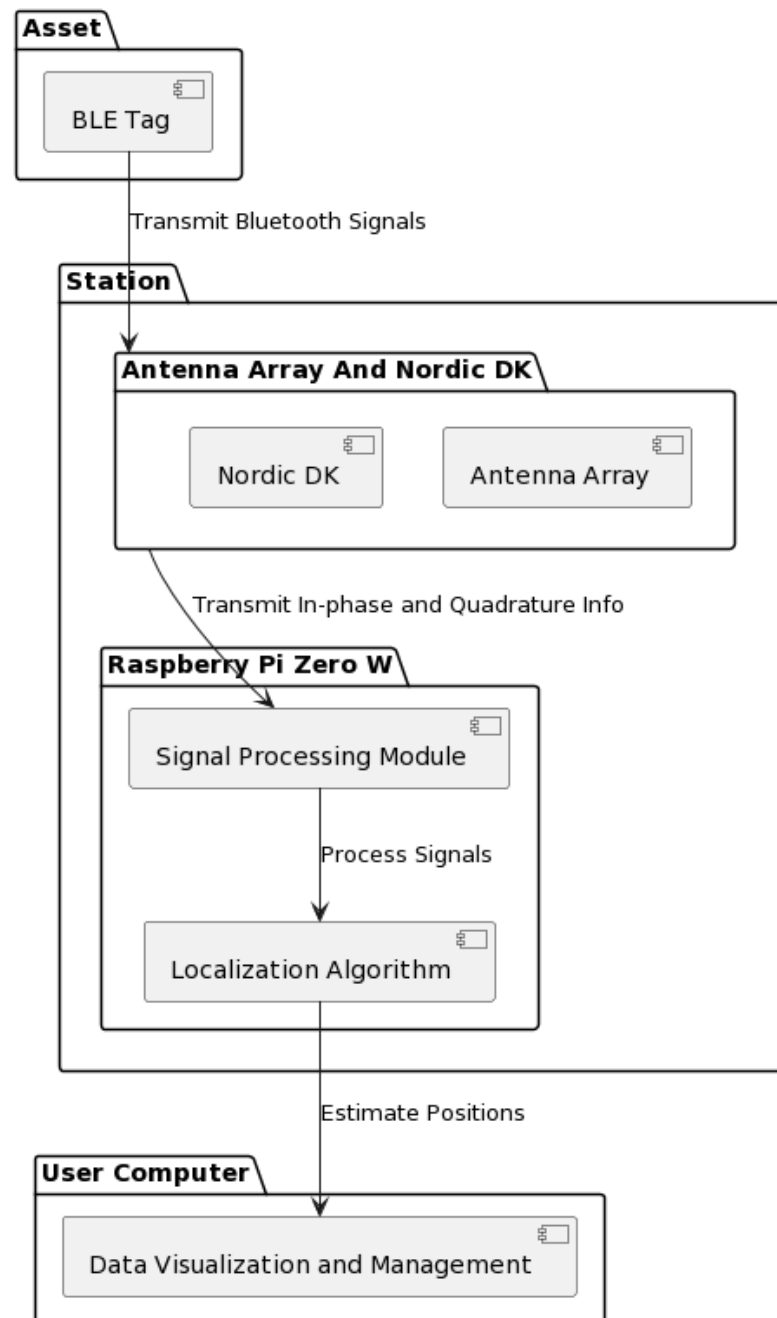 Asset
BLE Tag
Transmit Bluetooth Signals
Station
Antenna Array And Nordic DK
Nordic DK
Antenna Array
Transmit In-phase and Quadrature Info
Raspberry Pi Zero W
Signal Processing Module
Process Signals
Localization Algorithm
Estimate Positions
User Computer
Data Visualization and Management